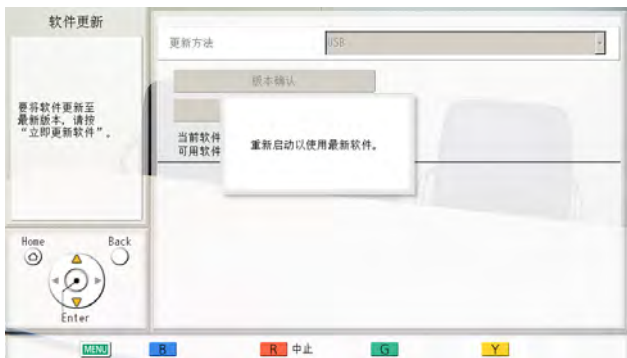 软件更新
更新方法
USB
版本确认
要将软件更新至
最新版本，请按
“立即更新软件”。
当前软件
可用软件
重新启动以使用最新软件。
Home
Back
Enter
MENU
B
R 中止
G
Y